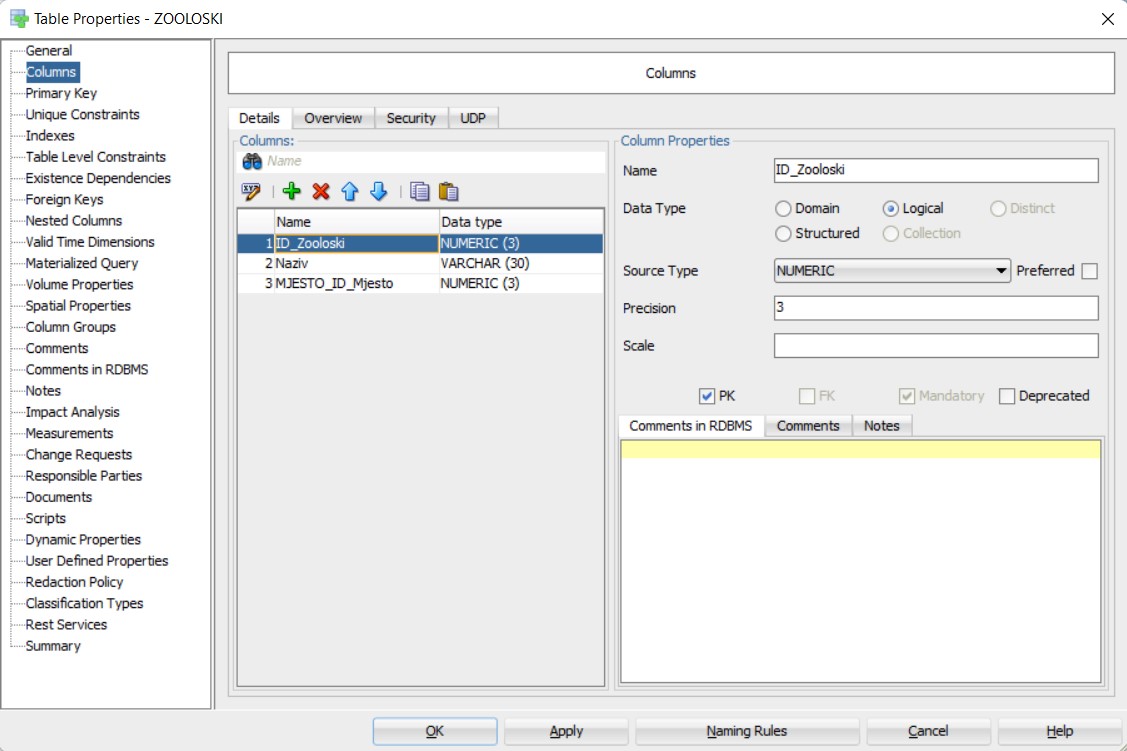 Table Properties - ZOOLOSKI
General
Columns
Primary Key
Unique Constraints
Indexes
Table Level Constraints
Existence Dependencies
Foreign Keys
Nested Columns
Valid Time Dimensions
Materialized Query
Volume Properties
Spatial Properties
Column Groups
Comments
Comments in RDBMS
Notes
Impact Analysis
Measurements
Change Requests
Responsible Parties
Documents
Scripts
Dynamic Properties
User Defined Properties
Redaction Policy
Classification Types
Rest Services
Summary
Columns
Details Overview Security UDP
Columns:
Name
XYZ
Name Data type
1 ID_Zooloski NUMERIC (3)
2 Naziv VARCHAR (30)
3 MJESTO_ID_Mjesto NUMERIC (3)
Column Properties
Name ID_Zooloski
Data Type Domain Logical Distinct
Structured Collection
Source Type NUMERIC Preferred
Precision 3
Scale
PK FK Mandatory Deprecated
Comments in RDBMS Comments Notes
OK Apply Naming Rules Cancel Help